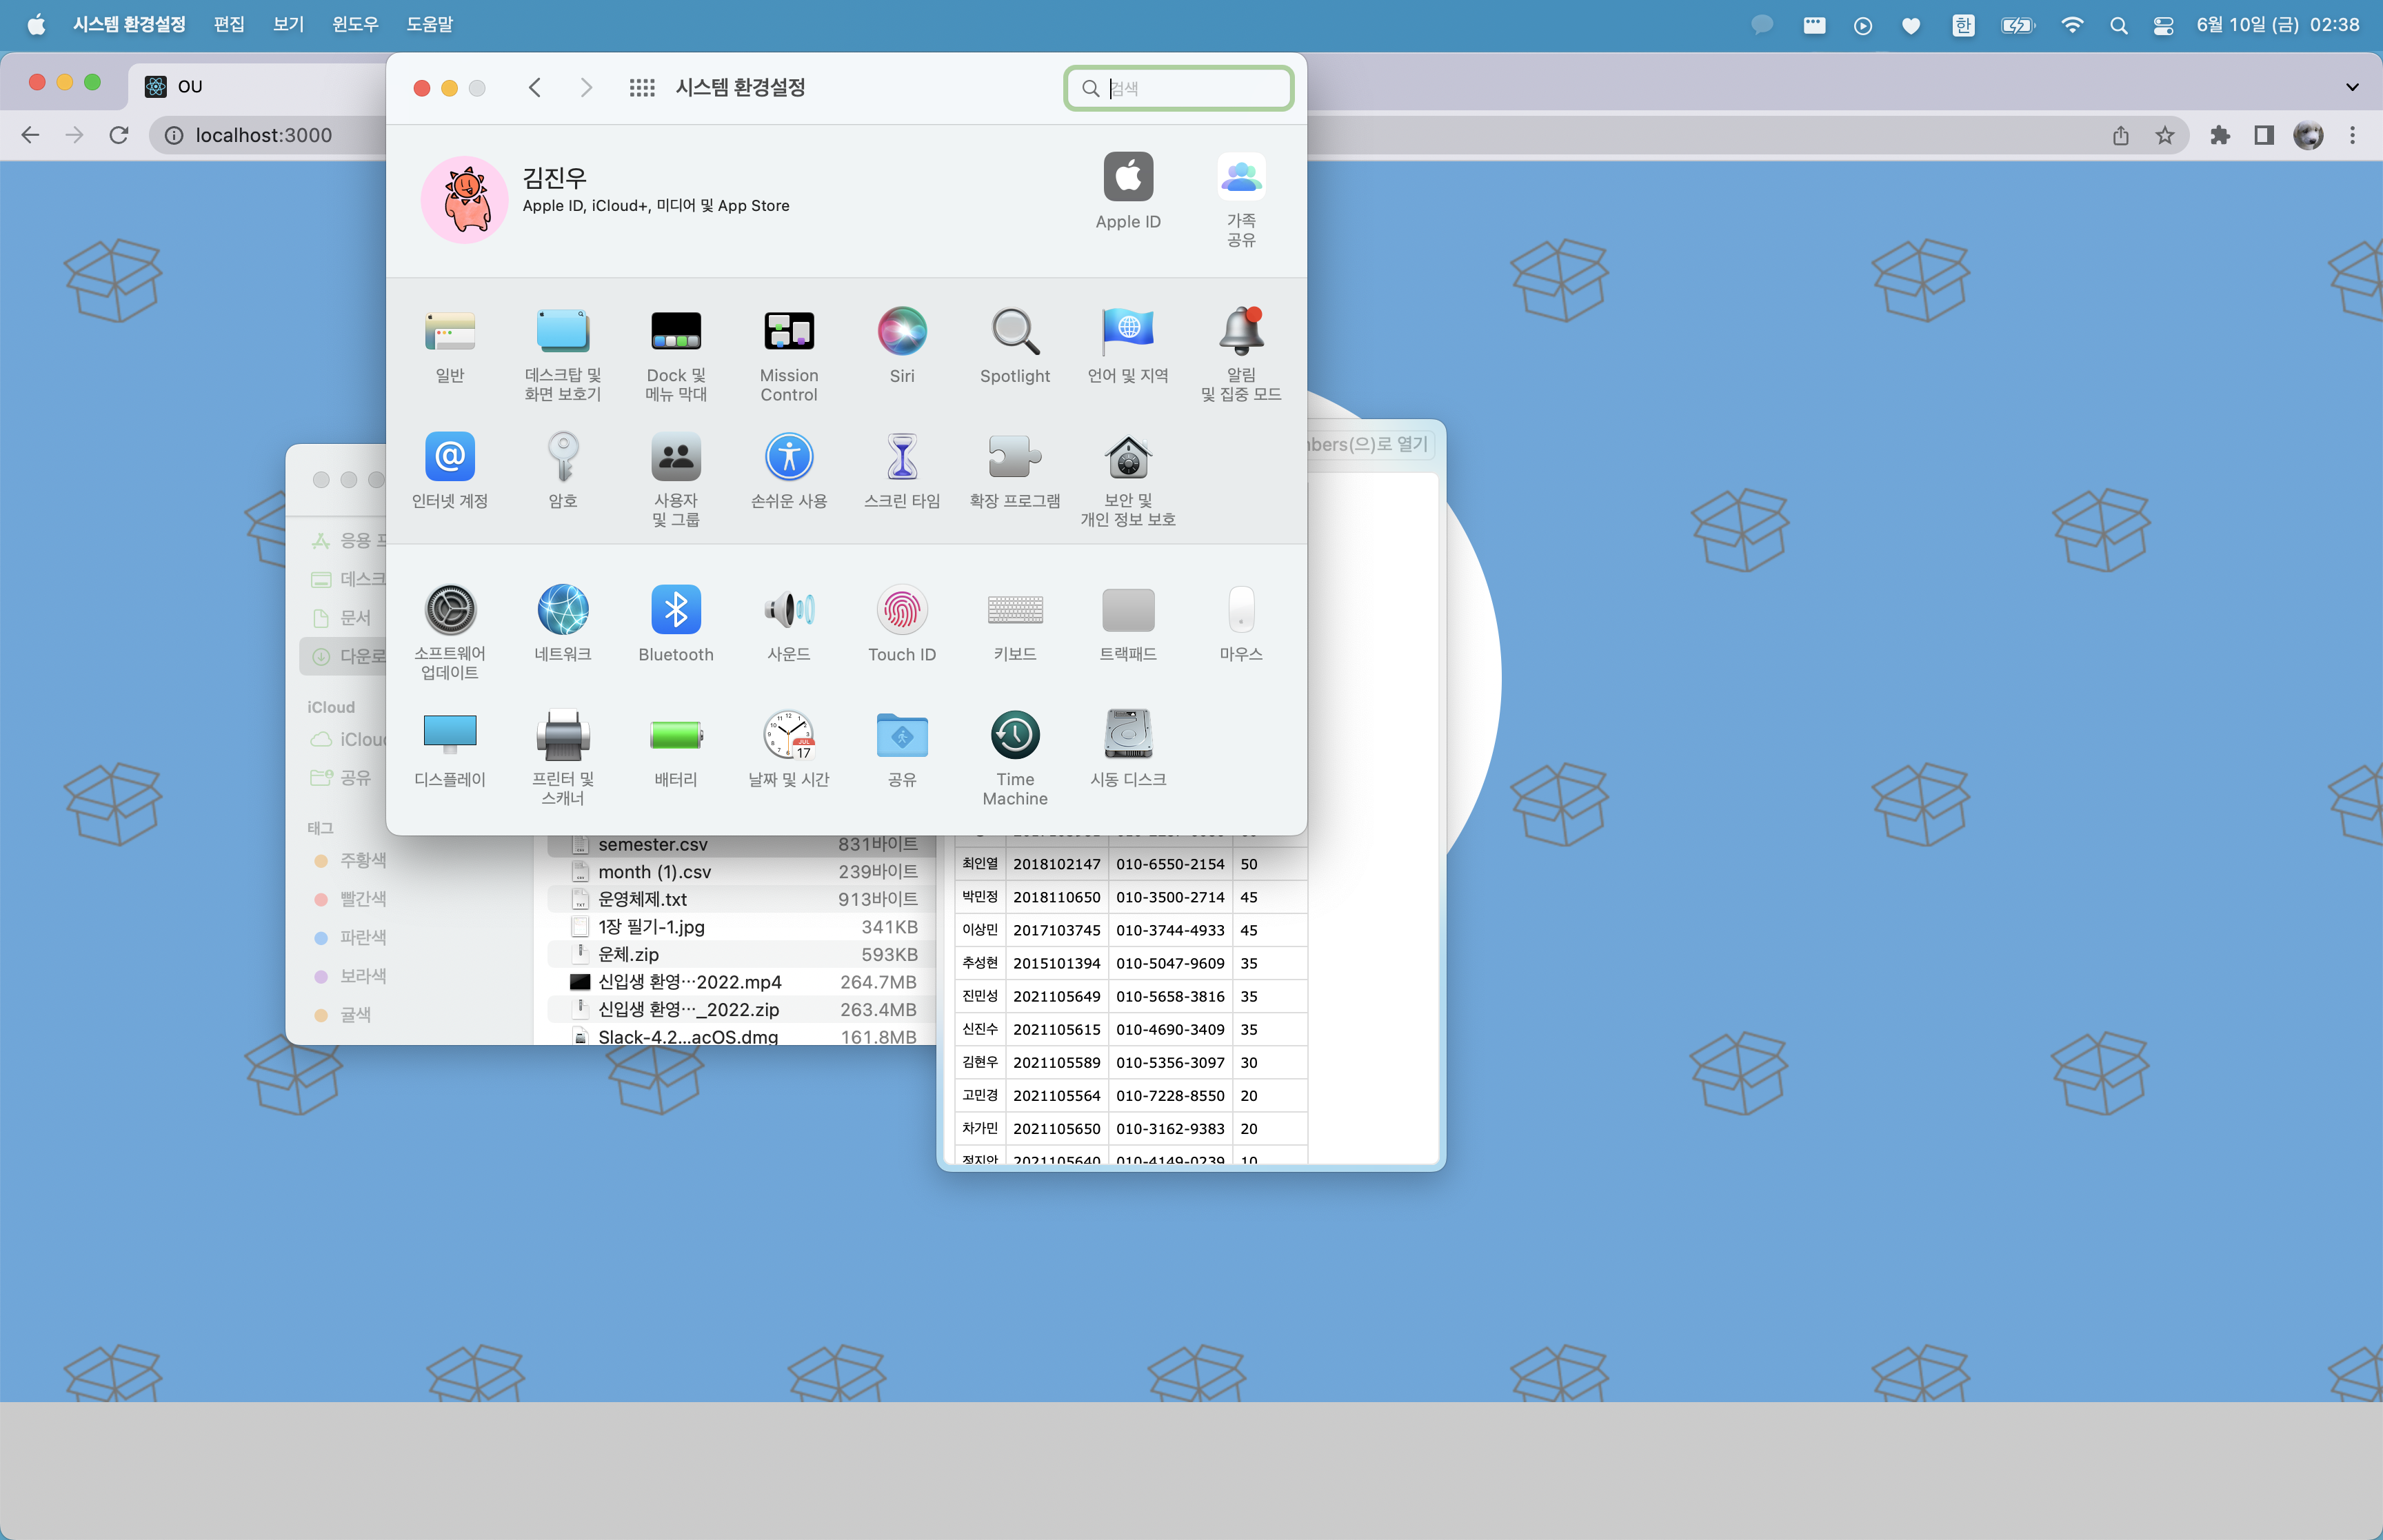 시스템 환경설정 편집 보기 윈도우 도움말
한 6월 10일 (금) 02:38
OU
localhost:3000
시스템 환경설정
검색
김진우
Apple ID, iCloud+, 미디어 및 App Store
Apple ID
가족
공유
일반
데스크탑 및
화면 보호기
Dock 및
메뉴 막대
Mission
Control
Siri
Spotlight
언어 및 지역
알림
및 집중 모드
인터넷 계정
암호
사용자
및 그룹
손쉬운 사용
스크린 타임
확장 프로그램
보안 및
개인 정보 보호
소프트웨어
업데이트
네트워크
Bluetooth
사운드
Touch ID
키보드
트랙패드
마우스
디스플레이
프린터 및
스캐너
배터리
JUL
17
날짜 및 시간
공유
Time
Machine
시동 디스크
응용
데스크
문서
다운로
iCloud
iClou
공유
태그
주황색
빨간색
파란색
보라색
귤색
semester.csv 831바이트
month (1).csv 239바이트
운영체제.txt 913바이트
1장 필기-1.jpg 341KB
운체.zip 593KB
신입생 환영…2022.mp4 264.7MB
신입생 환영…_2022.zip 263.4MB
Slack-4.2...acOS.dmg 161.8MB
bers(으)로 열기
최인열 2018102147 010-6550-2154 50
박민정 2018110650 010-3500-2714 45
이상민 2017103745 010-3744-4933 45
추성현 2015101394 010-5047-9609 35
진민성 2021105649 010-5658-3816 35
신진수 2021105615 010-4690-3409 35
김현우 2021105589 010-5356-3097 30
고민경 2021105564 010-7228-8550 20
차가민 2021105650 010-3162-9383 20
2021105640 010-4149-0239 10